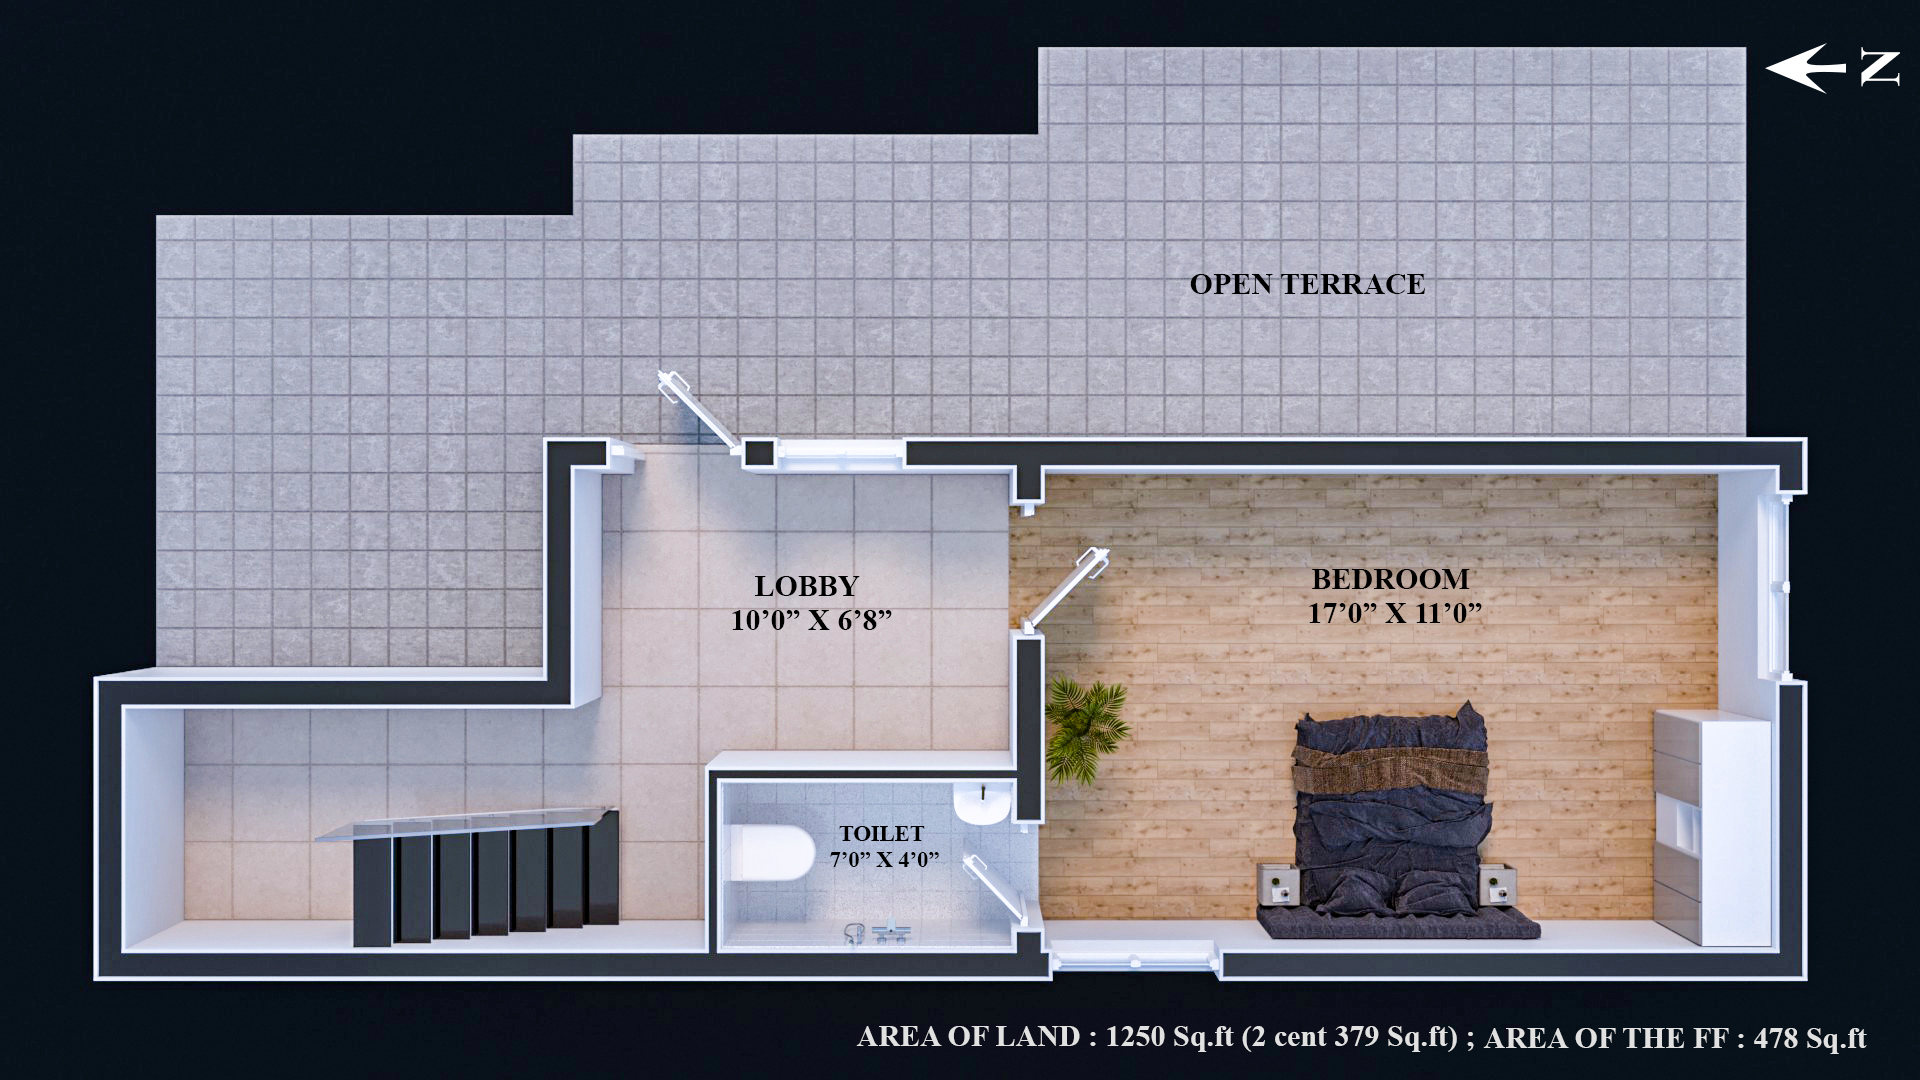 N
OPEN TERRACE
LOBBY
10’0” X 6’8”
BEDROOM
17’0” X 11’0”
TOILET
7’0” X 4’0”
AREA OF LAND : 1250 Sq.ft (2 cent 379 Sq.ft) ; AREA OF THE FF : 478 Sq.ft